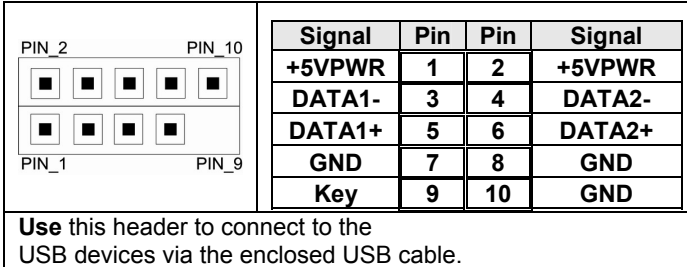 PIN_2 PIN_10
PIN_1 PIN_9
Signal Pin Pin Signal
+5VPWR 1 2 +5VPWR
DATA1- 3 4 DATA2-
DATA1+ 5 6 DATA2+
GND 7 8 GND
Key 9 10 GND
Use this header to connect to the
USB devices via the enclosed USB cable.